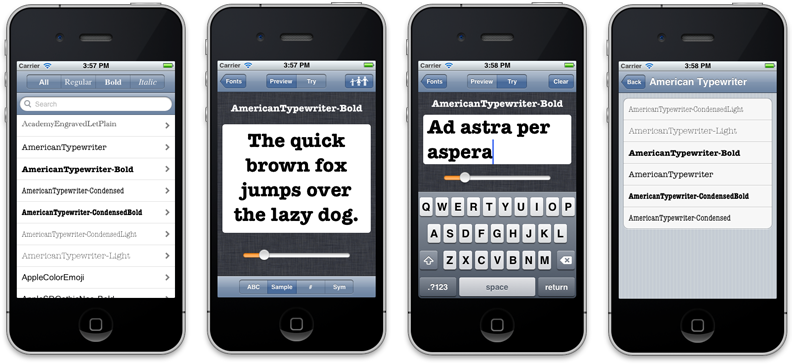 Carrier 3:57 PM
All Regular Bold Italic
Search
AcademyEngravedLetPlain
AmericanTypewriter
AmericanTypewriter-Bold
AmericanTypewriter-Condensed
AmericanTypewriter-CondensedBold
AmericanTypewriter-CondensedLight
AmericanTypewriter-Light
AppleColorEmoji
AppleSDGothicNeo-Bold
Carrier 3:57 PM
Fonts Preview Try
AmericanTypewriter-Bold
The quick
brown fox
jumps over
the lazy dog.
ABC Sample # Sym
Carrier 3:58 PM
Fonts Preview Try Clear
AmericanTypewriter-Bold
Ad astra per
aspera
Q W E R T Y U I O P
A S D F G H J K L
Z X C V B N M
.?123 space return
Carrier 3:58 PM
Back American Typewriter
AmericanTypewriter-CondensedLight
AmericanTypewriter-Light
AmericanTypewriter-Bold
AmericanTypewriter
AmericanTypewriter-CondensedBold
AmericanTypewriter-Condensed